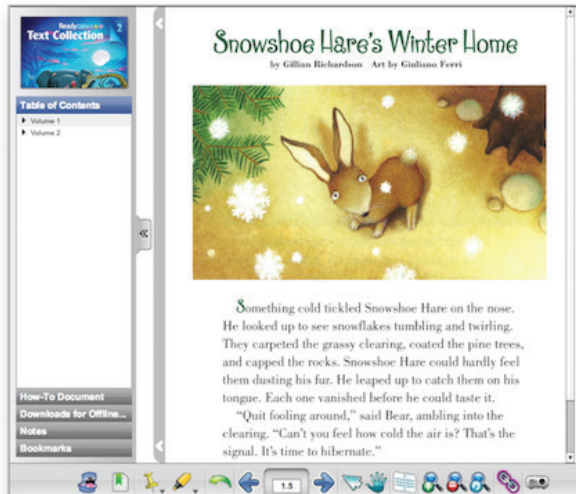 ReadyGEN
Text Collection
2
Table of Contents
Volume 1
Volume 2
How-To Document
Downloads for Offline...
Notes
Bookmarks
Snowshoe Hare's Winter Home
by Gillian Richardson Art by Giuliano Ferri
Something cold tickled Snowshoe Hare on the nose.
He looked up to see snowflakes tumbling and twirling.
They carpeted the grassy clearing, coated the pine trees,
and capped the rocks. Snowshoe Hare could hardly feel
them dusting his fur. He leaped up to catch them on his
tongue. Each one vanished before he could taste it.
"Quit fooling around," said Bear, ambling into the
clearing. "Can't you feel how cold the air is? That's the
signal. It's time to hibernate."
1.5